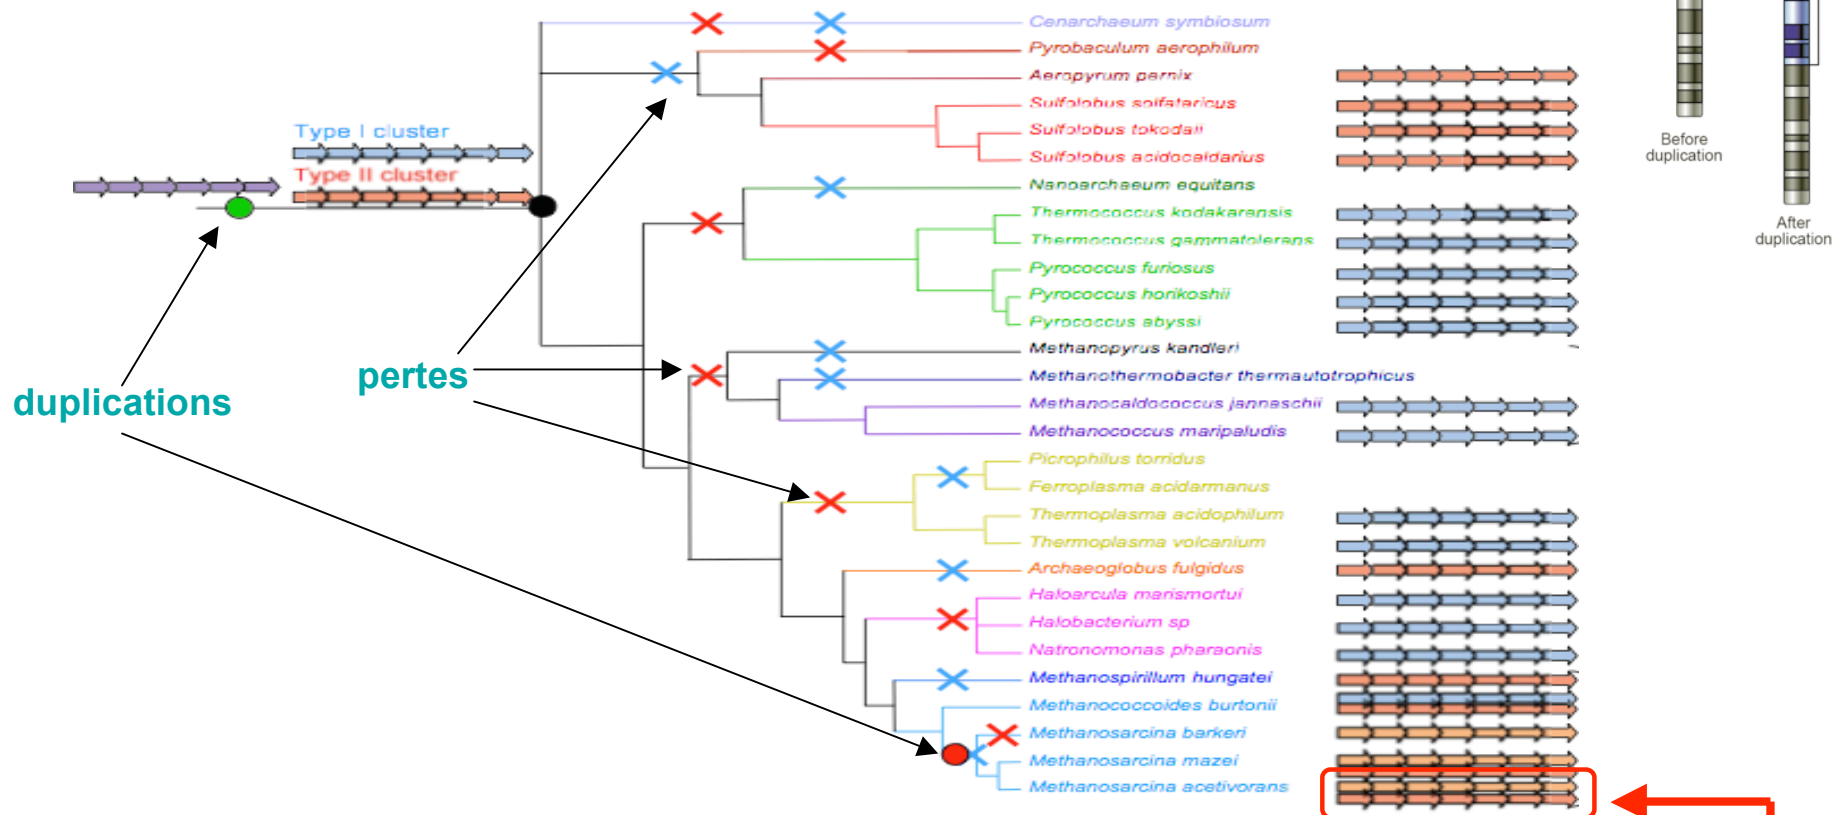 Cenarchaeum symbiosum
Pyrobaculum aerophilum
Aeropyrum pernix
Sulfolobus solfataricus
Sulfolobus tokodaii
Sulfolobus acidocaldarius
Nanoarchaeum equitans
Thermococcus kodakarensis
Thermococcus gammatolerans
Pyrococcus furiosus
Pyrococcus horikoshii
Pyrococcus abyssi
Methanopyrus kandleri
Methanothermobacter thermautotrophicus
Methanocaldococcus jannaschii
Methanococcus maripaludis
Picrophilus torridus
Ferroplasma acidarmanus
Thermoplasma acidophilum
Thermoplasma volcanium
Archaeoglobus fulgidus
Haloarcula marismortui
Halobacterium sp
Natronomonas pharaonis
Methanospirillum hungatei
Methanococcoides burtonii
Methanosarcina barkeri
Methanosarcina mazei
Methanosarcina acetivorans
Type I cluster
Type II cluster
duplications
pertes
Before
duplication
After
duplication